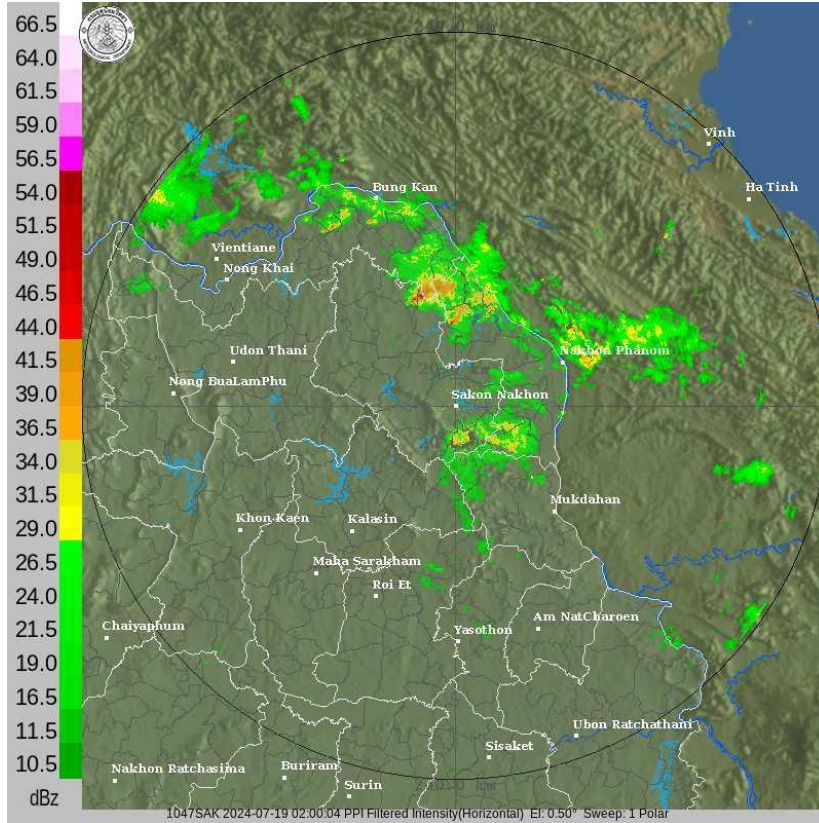 66.5
64.0
61.5
59.0
56.5
54.0
51.5
49.0
46.5
44.0
41.5
39.0
36.5
34.0
31.5
29.0
26.5
24.0
21.5
19.0
16.5
11.5
10.5
dBz
Vinh
Ha Tinh
Bung Kan
Vientiane
Nong Khai
Udon Thani
Nakhon Phanom
Nong BuaLamPhu
Sakon Nakhon
Mukdahan
Khon Kaen
Kalasin
Maha Sarakham
Roi Et
Am NatCharoen
Chaiyaphum
Yasothon
Ubon Ratchathani
Sisaket
Nakhon Ratchasima
Buriram
Surin
1047SAK 2024-07-19 02:00:04 PPI Filtered Intensity(Horizontal) El: 0.50° Sweep: 1 Polar